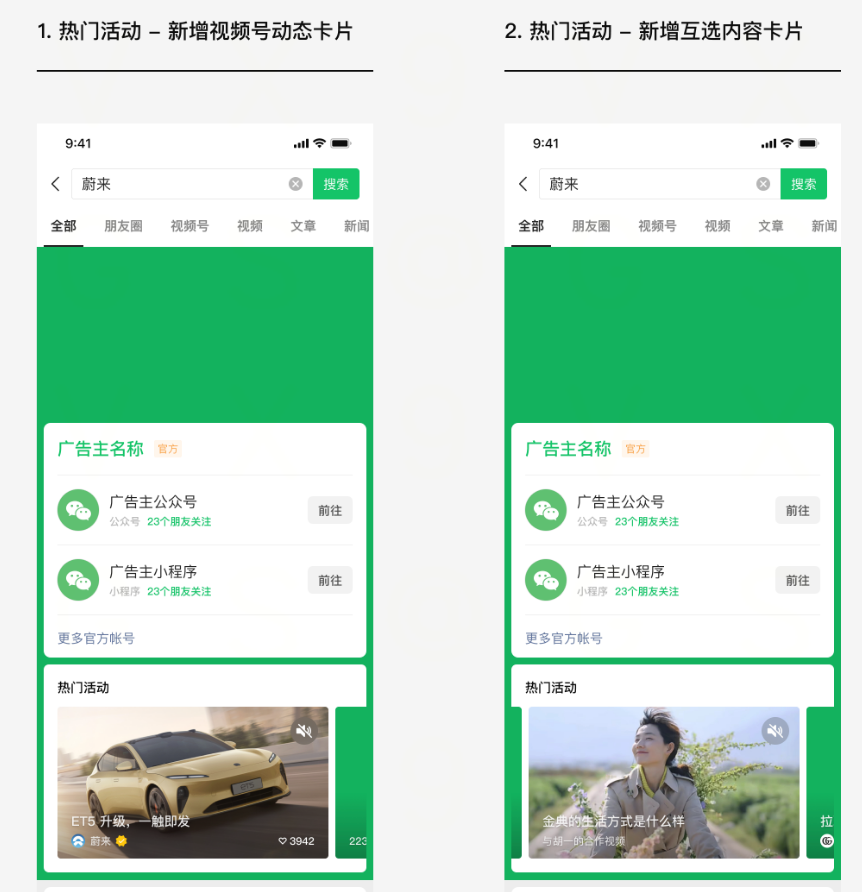 1. 热门活动 – 新增视频号动态卡片
9:41
蔚来
搜索
全部 朋友圈 视频号 视频 文章 新闻
广告主名称 官方
广告主公众号
公众号 23个朋友关注
前往
广告主小程序
小程序 23个朋友关注
前往
更多官方帐号
热门活动
ET5
ET5 升级，一触即发
蔚来
3942
223
2. 热门活动 – 新增互选内容卡片
9:41
蔚来
搜索
全部 朋友圈 视频号 视频 文章 新闻
广告主名称 官方
广告主公众号
公众号 23个朋友关注
前往
广告主小程序
小程序 23个朋友关注
前往
更多官方帐号
热门活动
金典的生活方式是什么样
与胡一的合作视频
拉